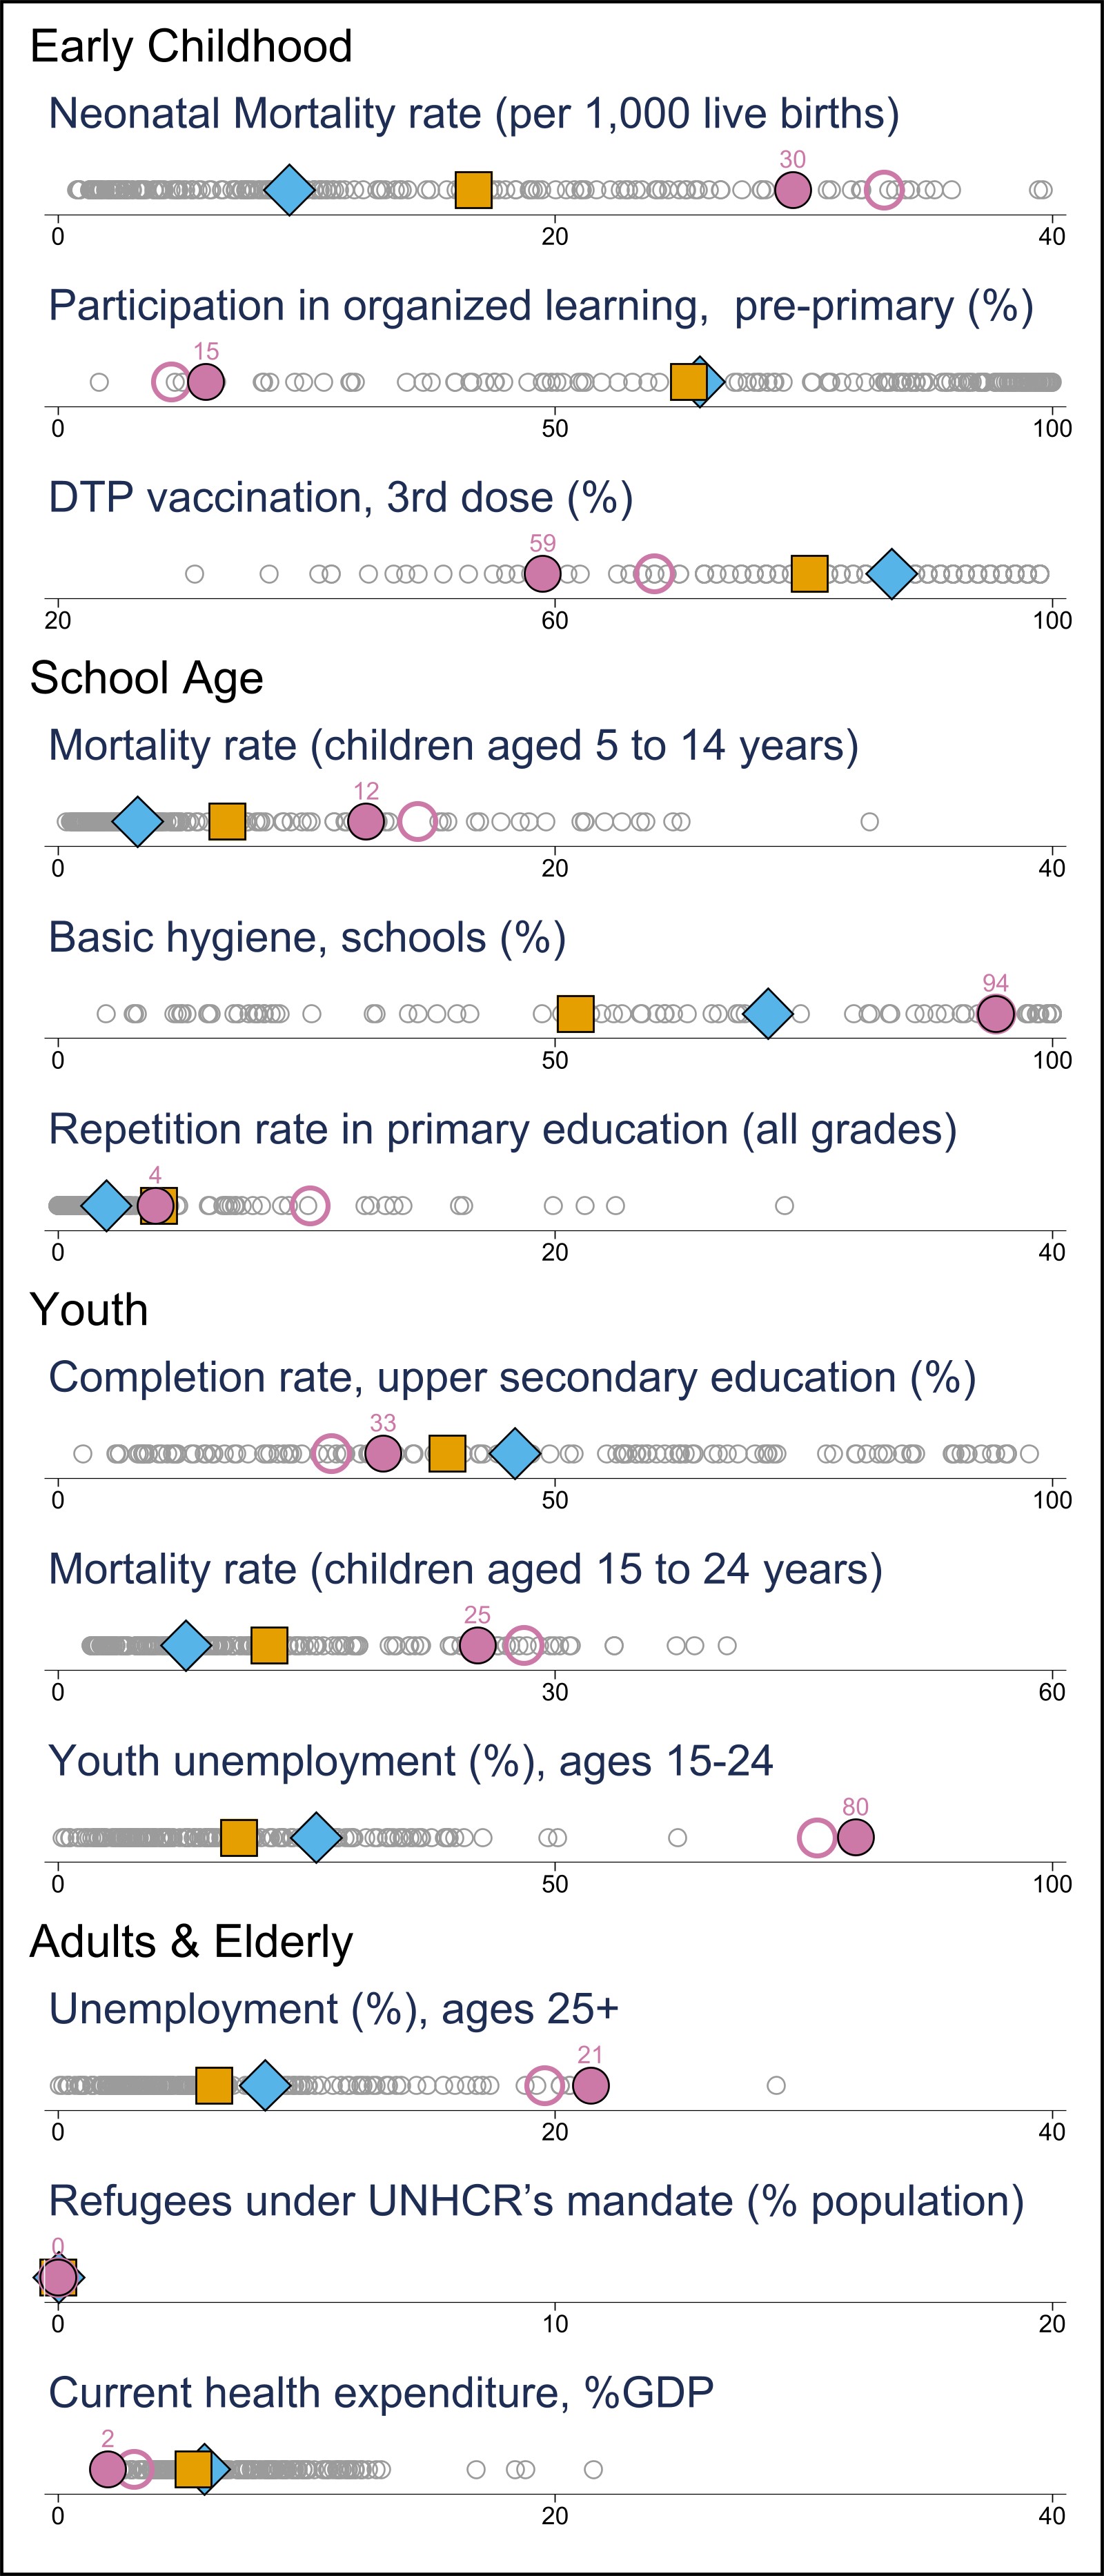 Early Childhood
Neonatal Mortality rate (per 1,000 live births)
30
0 20 40
Participation in organized learning,  pre-primary (%)
15
0 50 100
DTP vaccination, 3rd dose (%)
59
20 60 100
School Age
Mortality rate (children aged 5 to 14 years)
12
0 20 40
Basic hygiene, schools (%)
94
0 50 100
Repetition rate in primary education (all grades)
4
0 20 40
Youth
Completion rate, upper secondary education (%)
33
0 50 100
Mortality rate (children aged 15 to 24 years)
25
0 30 60
Youth unemployment (%), ages 15-24
80
0 50 100
Adults & Elderly
Unemployment (%), ages 25+
21
0 20 40
Refugees under UNHCR’s mandate (% population)
0
0 10 20
Current health expenditure, %GDP
2
0 20 40